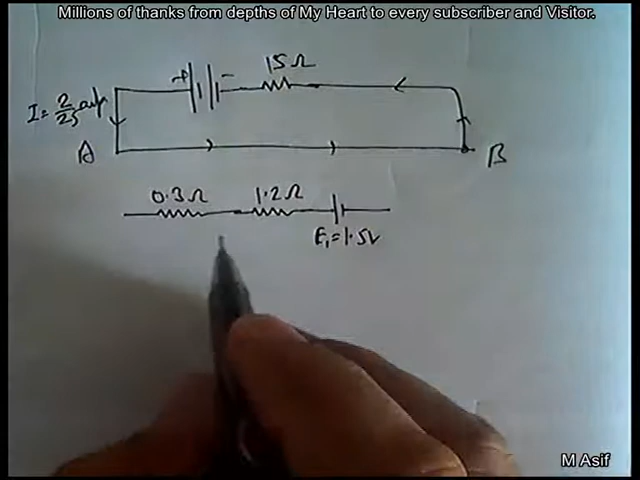 Millions of thanks from depths of My Heart to every subscriber and Visitor.
15Ω
+ −
I = 2/25 amp
A B
0.3Ω 1.2Ω
E₁=1.5V
M Asif